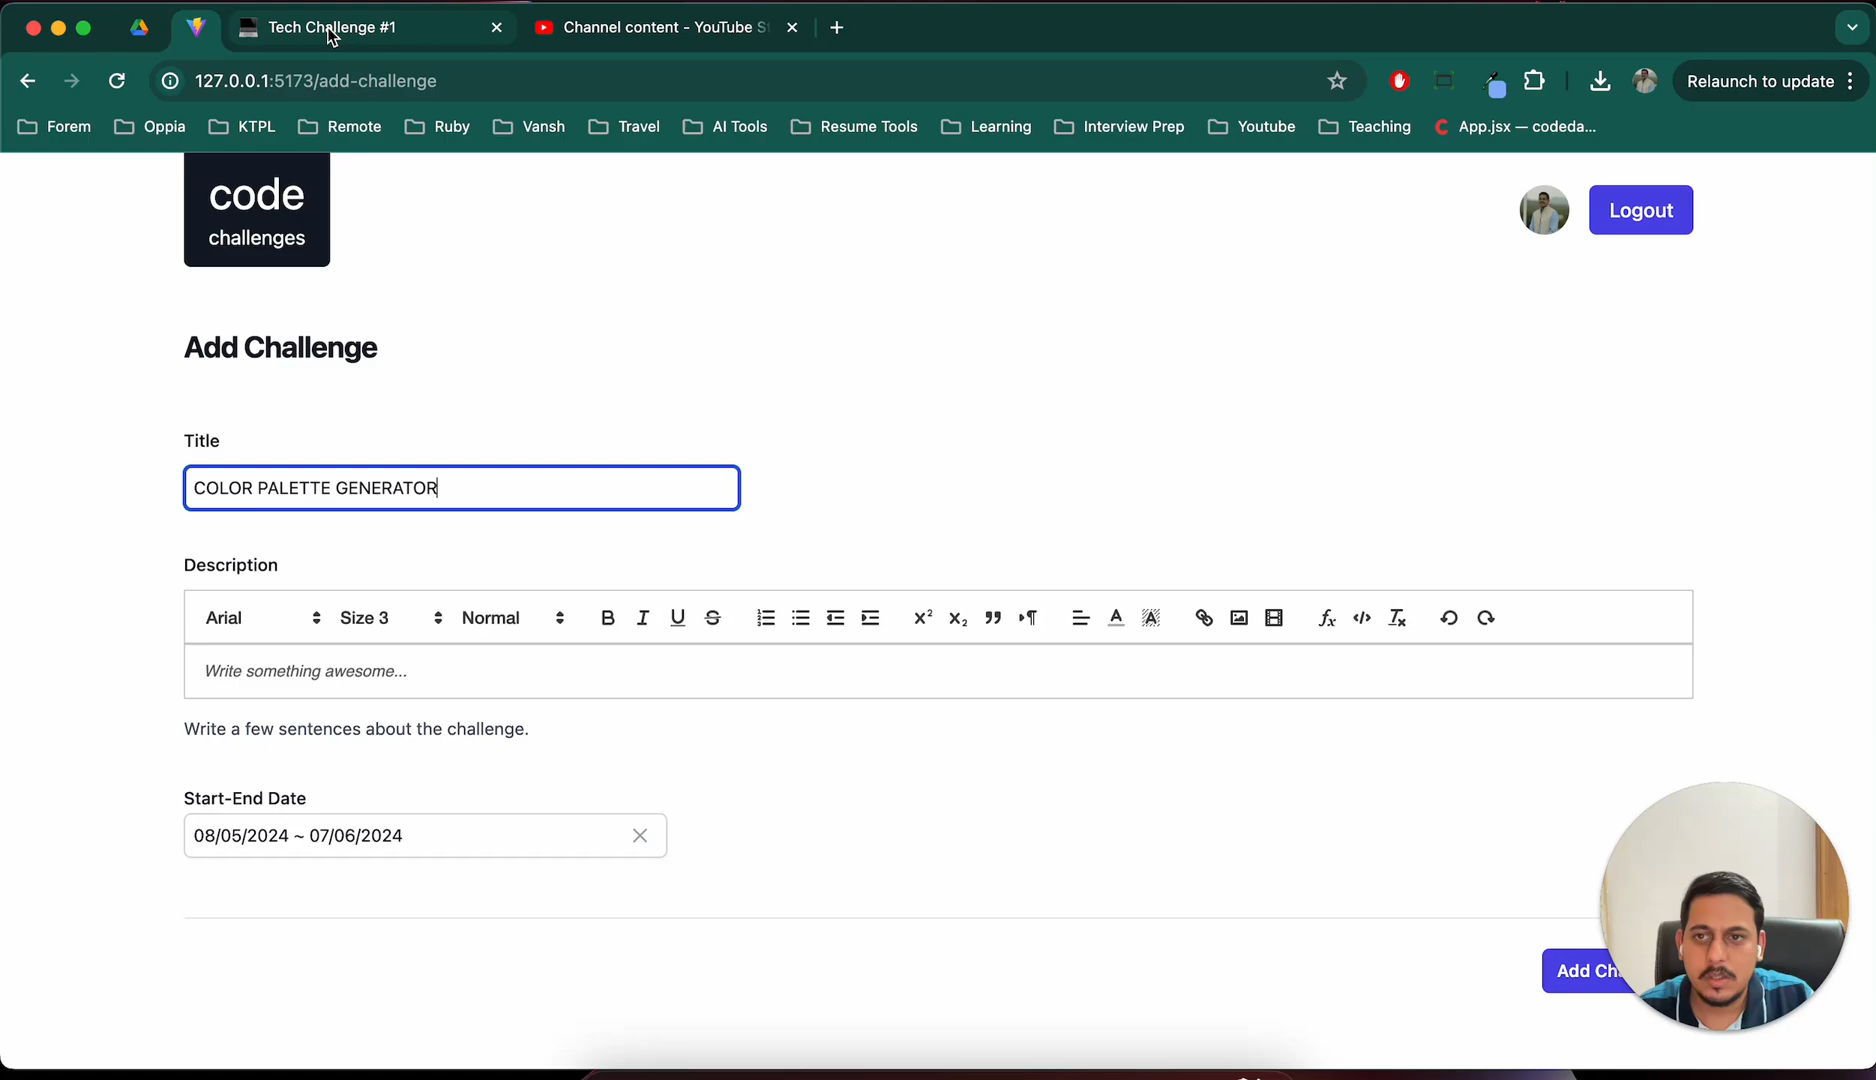 Tech Challenge #1
Channel content - YouTube S
127.0.0.1:5173/add-challenge
Relaunch to update
Forem
Oppia
KTPL
Remote
Ruby
Vansh
Travel
AI Tools
Resume Tools
Learning
Interview Prep
Youtube
Teaching
App.jsx — codeda...
code
challenges
Logout
Add Challenge
Title
COLOR PALETTE GENERATOR
Description
Arial
Size 3
Normal
Write something awesome...
Write a few sentences about the challenge.
Start-End Date
08/05/2024 ~ 07/06/2024
Add